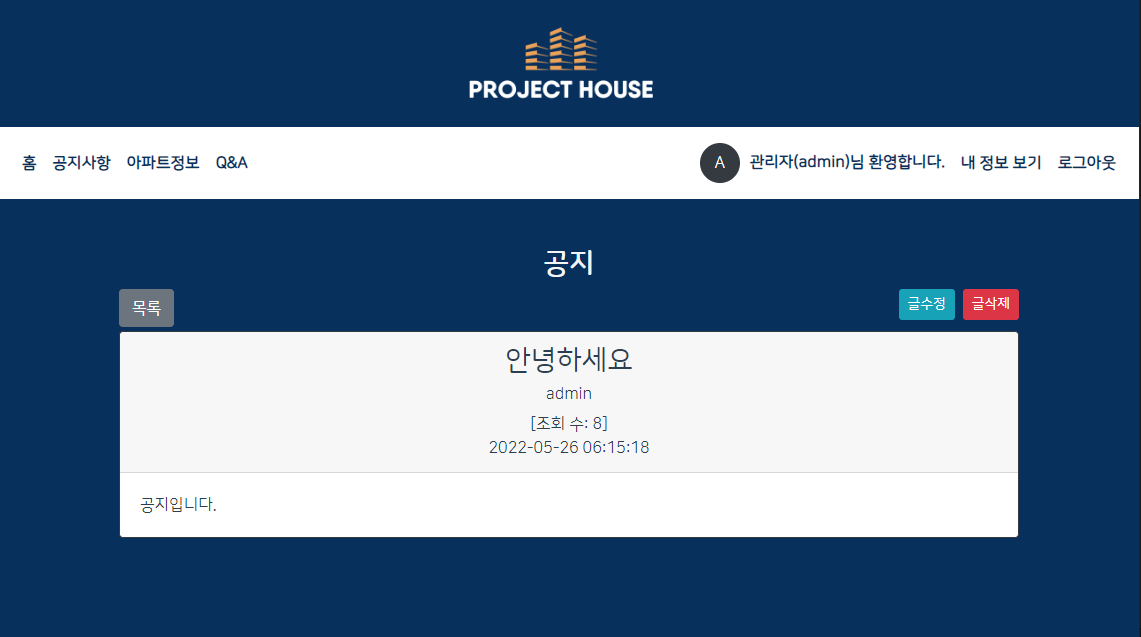 PROJECT HOUSE
홈 공지사항 아파트정보 Q&A A 관리자(admin)님 환영합니다. 내 정보 보기 로그아웃
공지
목록 글수정 글삭제
안녕하세요
admin
[조회 수: 8]
2022-05-26 06:15:18
공지입니다.